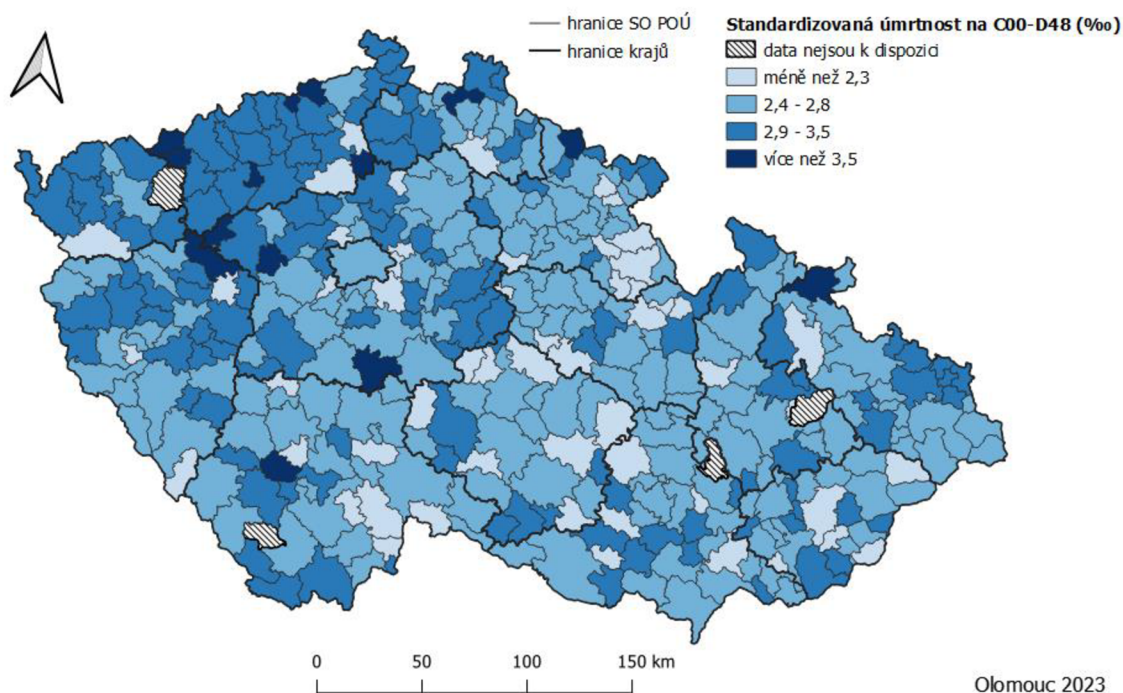 hranice SO POÚ
hranice krajů
Standardizovaná úmrtnost na C00-D48 (‰)
data nejsou k dispozici
méně než 2,3
2,4 - 2,8
2,9 - 3,5
více než 3,5
0 50 100 150 km
Olomouc 2023